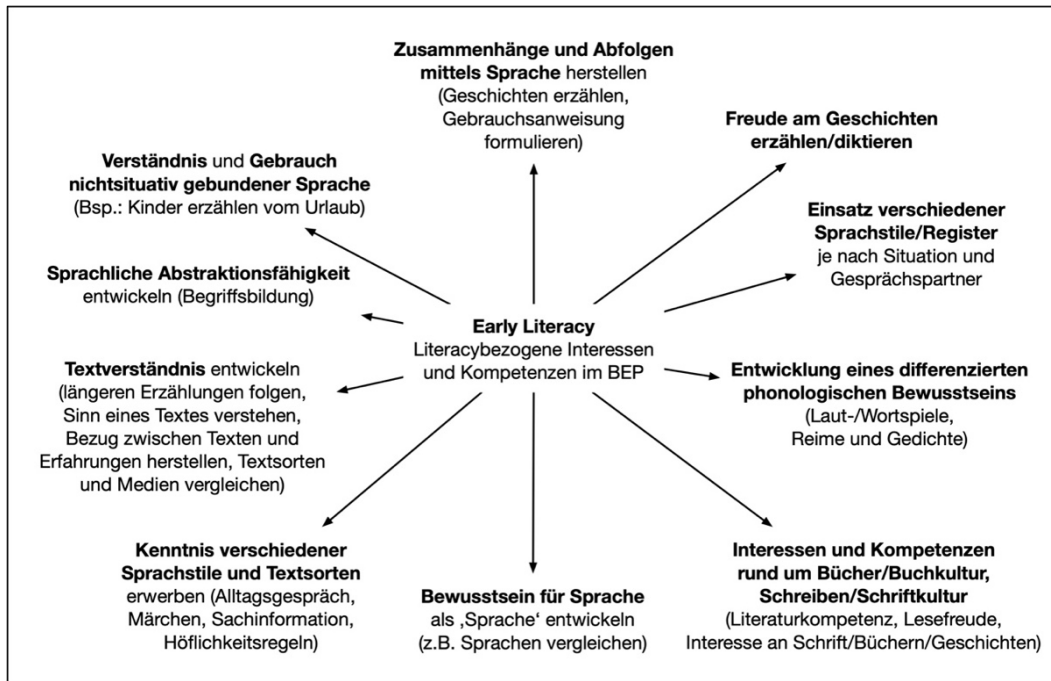 Zusammenhänge und Abfolgen
mittels Sprache herstellen
(Geschichten erzählen,
Gebrauchsanweisung
formulieren)
Freude am Geschichten
erzählen/diktieren
Verständnis und Gebrauch
nichtsituativ gebundener Sprache
(Bsp.: Kinder erzählen vom Urlaub)
Einsatz verschiedener
Sprachstile/Register
je nach Situation und
Gesprächspartner
Sprachliche Abstraktionsfähigkeit
entwickeln (Begriffsbildung)
Early Literacy
Literacybezogene Interessen
und Kompetenzen im BEP
Textverständnis entwickeln
(längeren Erzählungen folgen,
Sinn eines Textes verstehen,
Bezug zwischen Texten und
Erfahrungen herstellen, Textsorten
und Medien vergleichen)
Entwicklung eines differenzierten
phonologischen Bewusstseins
(Laut-/Wortspiele,
Reime und Gedichte)
Kenntnis verschiedener
Sprachstile und Textsorten
erwerben (Alltagsgespräch,
Märchen, Sachinformation,
Höflichkeitsregeln)
Bewusstsein für Sprache
als ‚Sprache‘ entwickeln
(z.B. Sprachen vergleichen)
Interessen und Kompetenzen
rund um Bücher/Buchkultur,
Schreiben/Schriftkultur
(Literaturkompetenz, Lesefreude,
Interesse an Schrift/Büchern/Geschichten)